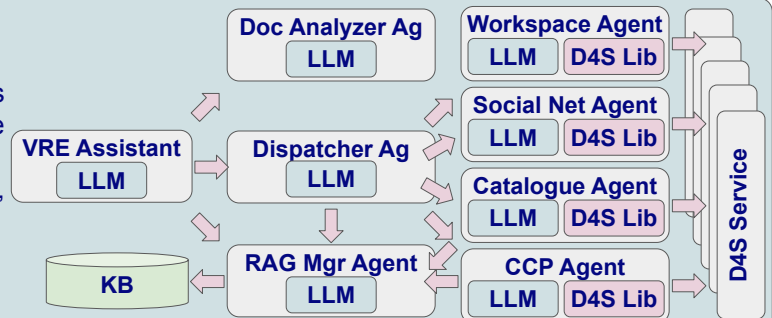 Doc Analyzer Ag
LLM
Workspace Agent
LLM
D4S Lib
s
e
,
VRE Assistant
LLM
Dispatcher Ag
LLM
Social Net Agent
LLM
D4S Lib
Catalogue Agent
LLM
D4S Lib
KB
RAG Mgr Agent
LLM
CCP Agent
LLM
D4S Lib
D4S Service